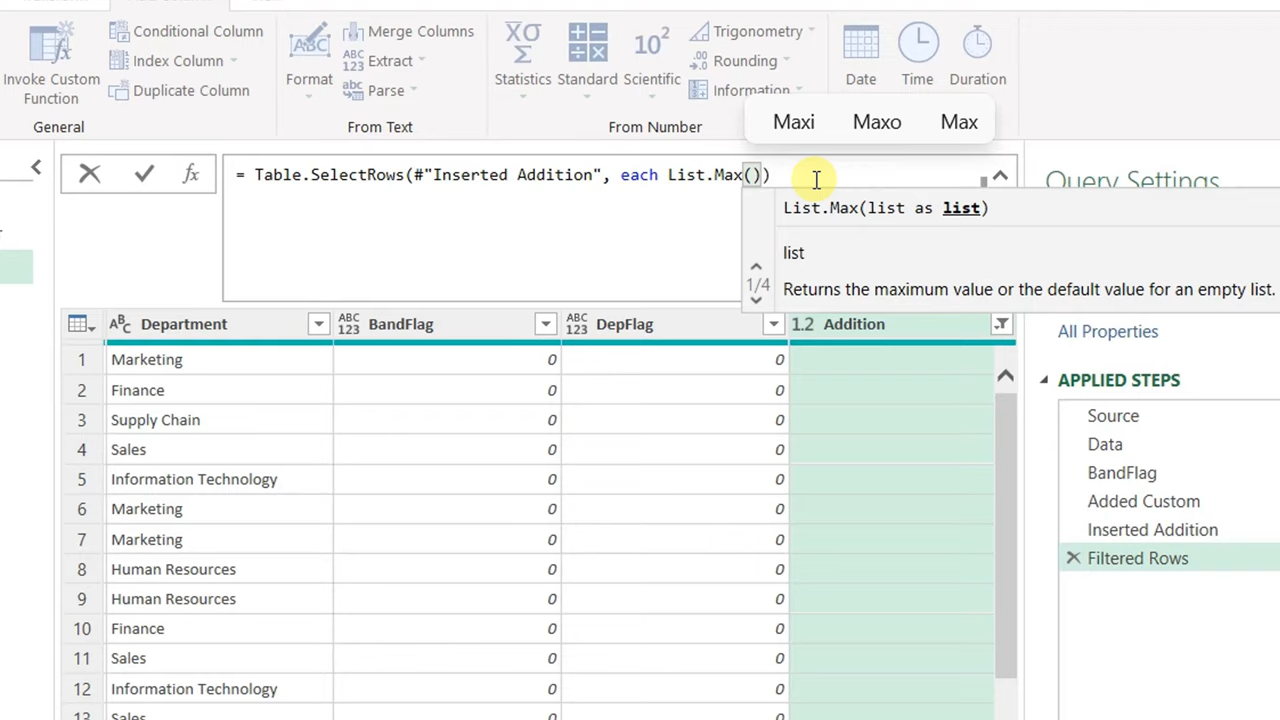 Conditional Column
Merge Columns
Trigonometry
Index Column
Extract
Rounding
Invoke Custom Function
Duplicate Column
Format
Parse
Statistics
Standard
Scientific
Information
Date
Time
Duration
General
From Text
From Number
Maxi Maxo Max
= Table.SelectRows(#"Inserted Addition", each List.Max())
Query Settings
List.Max(list as list)
list
1/4
Returns the maximum value or the default value for an empty list.
Department
BandFlag
DepFlag
1.2 Addition
All Properties
1 Marketing 0 0
2 Finance 0 0
3 Supply Chain 0 0
4 Sales 0 0
5 Information Technology 0 0
6 Marketing 0 0
7 Marketing 0 0
8 Human Resources 0 0
9 Human Resources 0 0
10 Finance 0 0
11 Sales 0 0
12 Information Technology 0 0
13 Sales
APPLIED STEPS
Source
Data
BandFlag
Added Custom
Inserted Addition
Filtered Rows